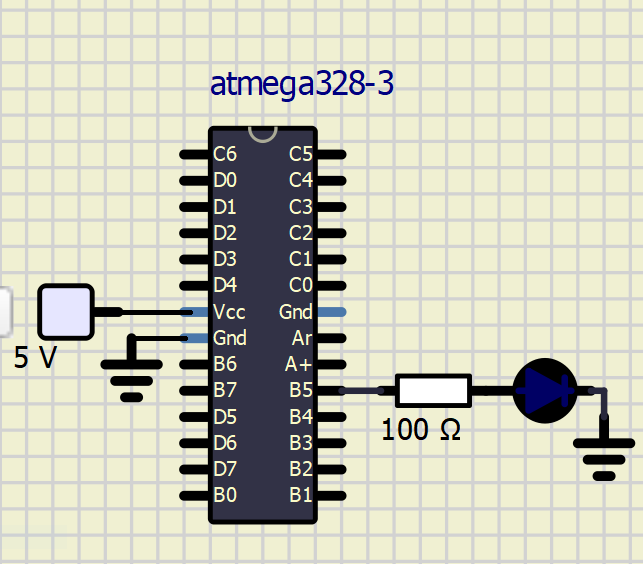 atmega328-3
C6 C5
D0 C4
D1 C3
D2 C2
D3 C1
D4 C0
Vcc Gnd
Gnd Ar
5 V
B6 A+
B7 B5
D5 B4
100 Ω
D6 B3
D7 B2
B0 B1